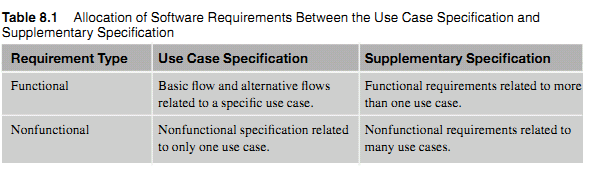 Table 8.1 Allocation of Software Requirements Between the Use Case Specification and
Supplementary Specification
Requirement Type Use Case Specification Supplementary Specification
Functional Basic flow and alternative flows Functional requirements related to more
related to a specific use case. than one use case.
Nonfunctional Nonfunctional specification related Nonfunctional requirements related to
to only one use case. many use cases.